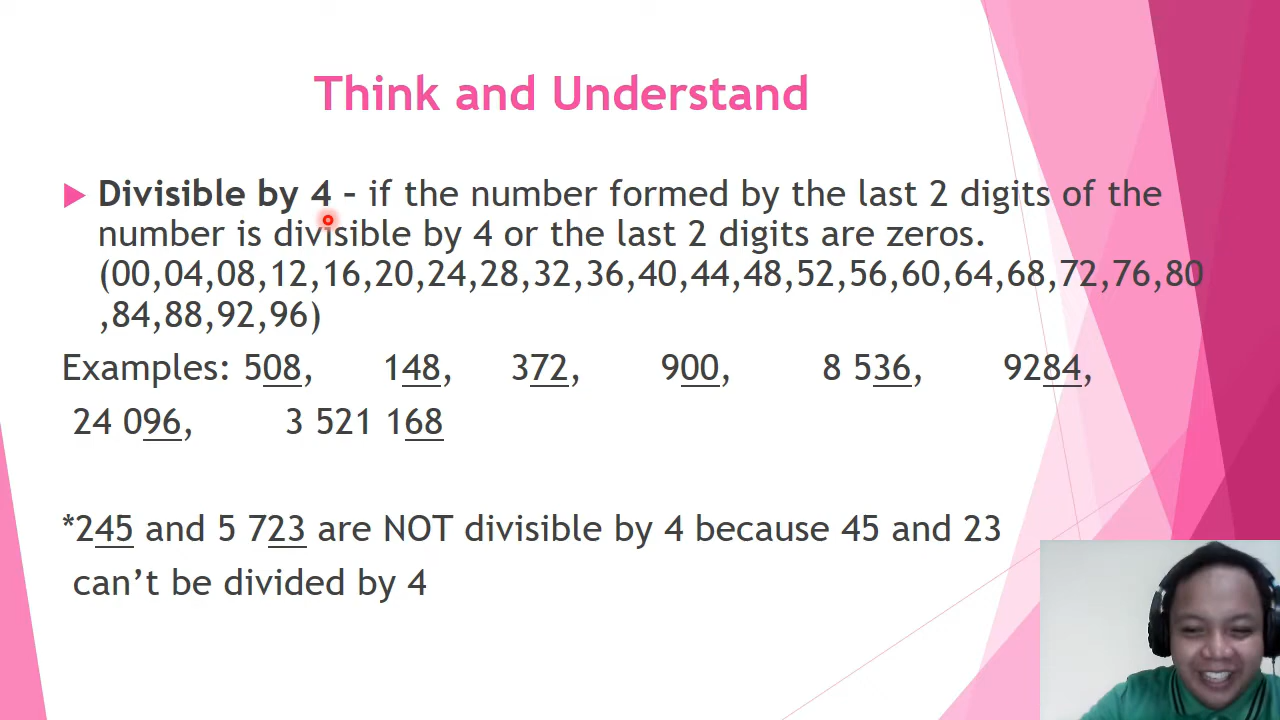 Think and Understand
Divisible by 4 – if the number formed by the last 2 digits of the
number is divisible by 4 or the last 2 digits are zeros.
(00,04,08,12,16,20,24,28,32,36,40,44,48,52,56,60,64,68,72,76,80
,84,88,92,96)
Examples: 508, 148, 372, 900, 8 536, 9284,
24 096, 3 521 168
*245 and 5 723 are NOT divisible by 4 because 45 and 23
can’t be divided by 4